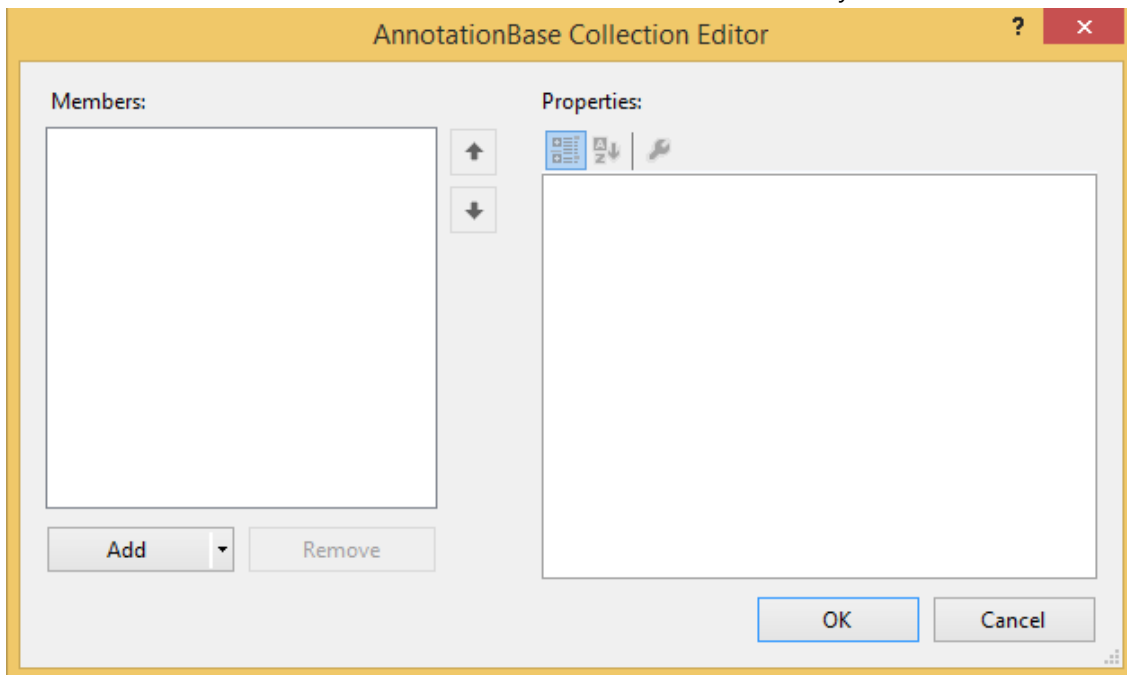 AnnotationBase Collection Editor
?
Members:
Properties:
Add
Remove
OK
Cancel